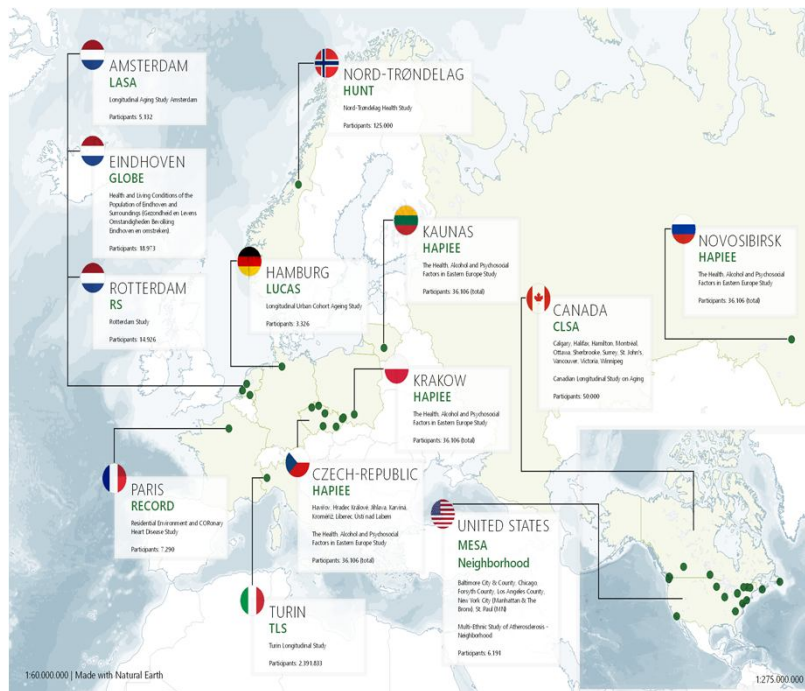 AMSTERDAM
LASA
Longitudinal Aging Study Amsterdam
Participants: 5.132
EINDHOVEN
GLOBE
Health and Living Conditions of the
Population of Eindhoven and
Surroundings (Gezondheid en Levens
Omstandigheden Bevolking
Eindhoven en omstreken).
Participants: 18.973
ROTTERDAM
RS
Rotterdam Study
Participants: 14.926
NORD-TRØNDELAG
HUNT
Nord-Trøndelag Health Study
Participants: 125.000
HAMBURG
LUCAS
Longitudinal Urban Cohort Ageing Study
Participants: 3.326
KAUNAS
HAPIEE
The Health, Alcohol and Psychosocial
Factors in Eastern Europe Study
Participants: 36.106 (total)
NOVOSIBIRSK
HAPIEE
The Health, Alcohol and Psychosocial
Factors in Eastern Europe Study
Participants: 36.106 (total)
CANADA
CLSA
Calgary, Halifax, Hamilton, Montréal,
Ottawa, Sherbrooke, Surrey, St. John's,
Vancouver, Victoria, Winnipeg
Canadian Longitudinal Study on Aging
Participants: 50.000
KRAKOW
HAPIEE
The Health, Alcohol and Psychosocial
Factors in Eastern Europe Study
Participants: 36.106 (total)
PARIS
RECORD
Residential Environment and CORonary
Heart Disease Study
Participants: 7.290
CZECH-REPUBLIC
HAPIEE
Havířov, Hradec Králové, Jihlava, Karviná,
Kroměříž, Liberec, Ústí nad Labem
The Health, Alcohol and Psychosocial
Factors in Eastern Europe Study
Participants: 36.106 (total)
UNITED STATES
MESA
Neighborhood
Baltimore City & County, Chicago,
Forsyth County, Los Angeles County,
New York City (Manhattan & The
Bronx), St. Paul (MN)
Multi-Ethnic Study of Atherosclerosis -
Neighborhood
Participants: 6.191
TURIN
TLS
Turin Longitudinal Study
Participants: 2.391.833
1:60.000.000 | Made with Natural Earth
1:275.000.000